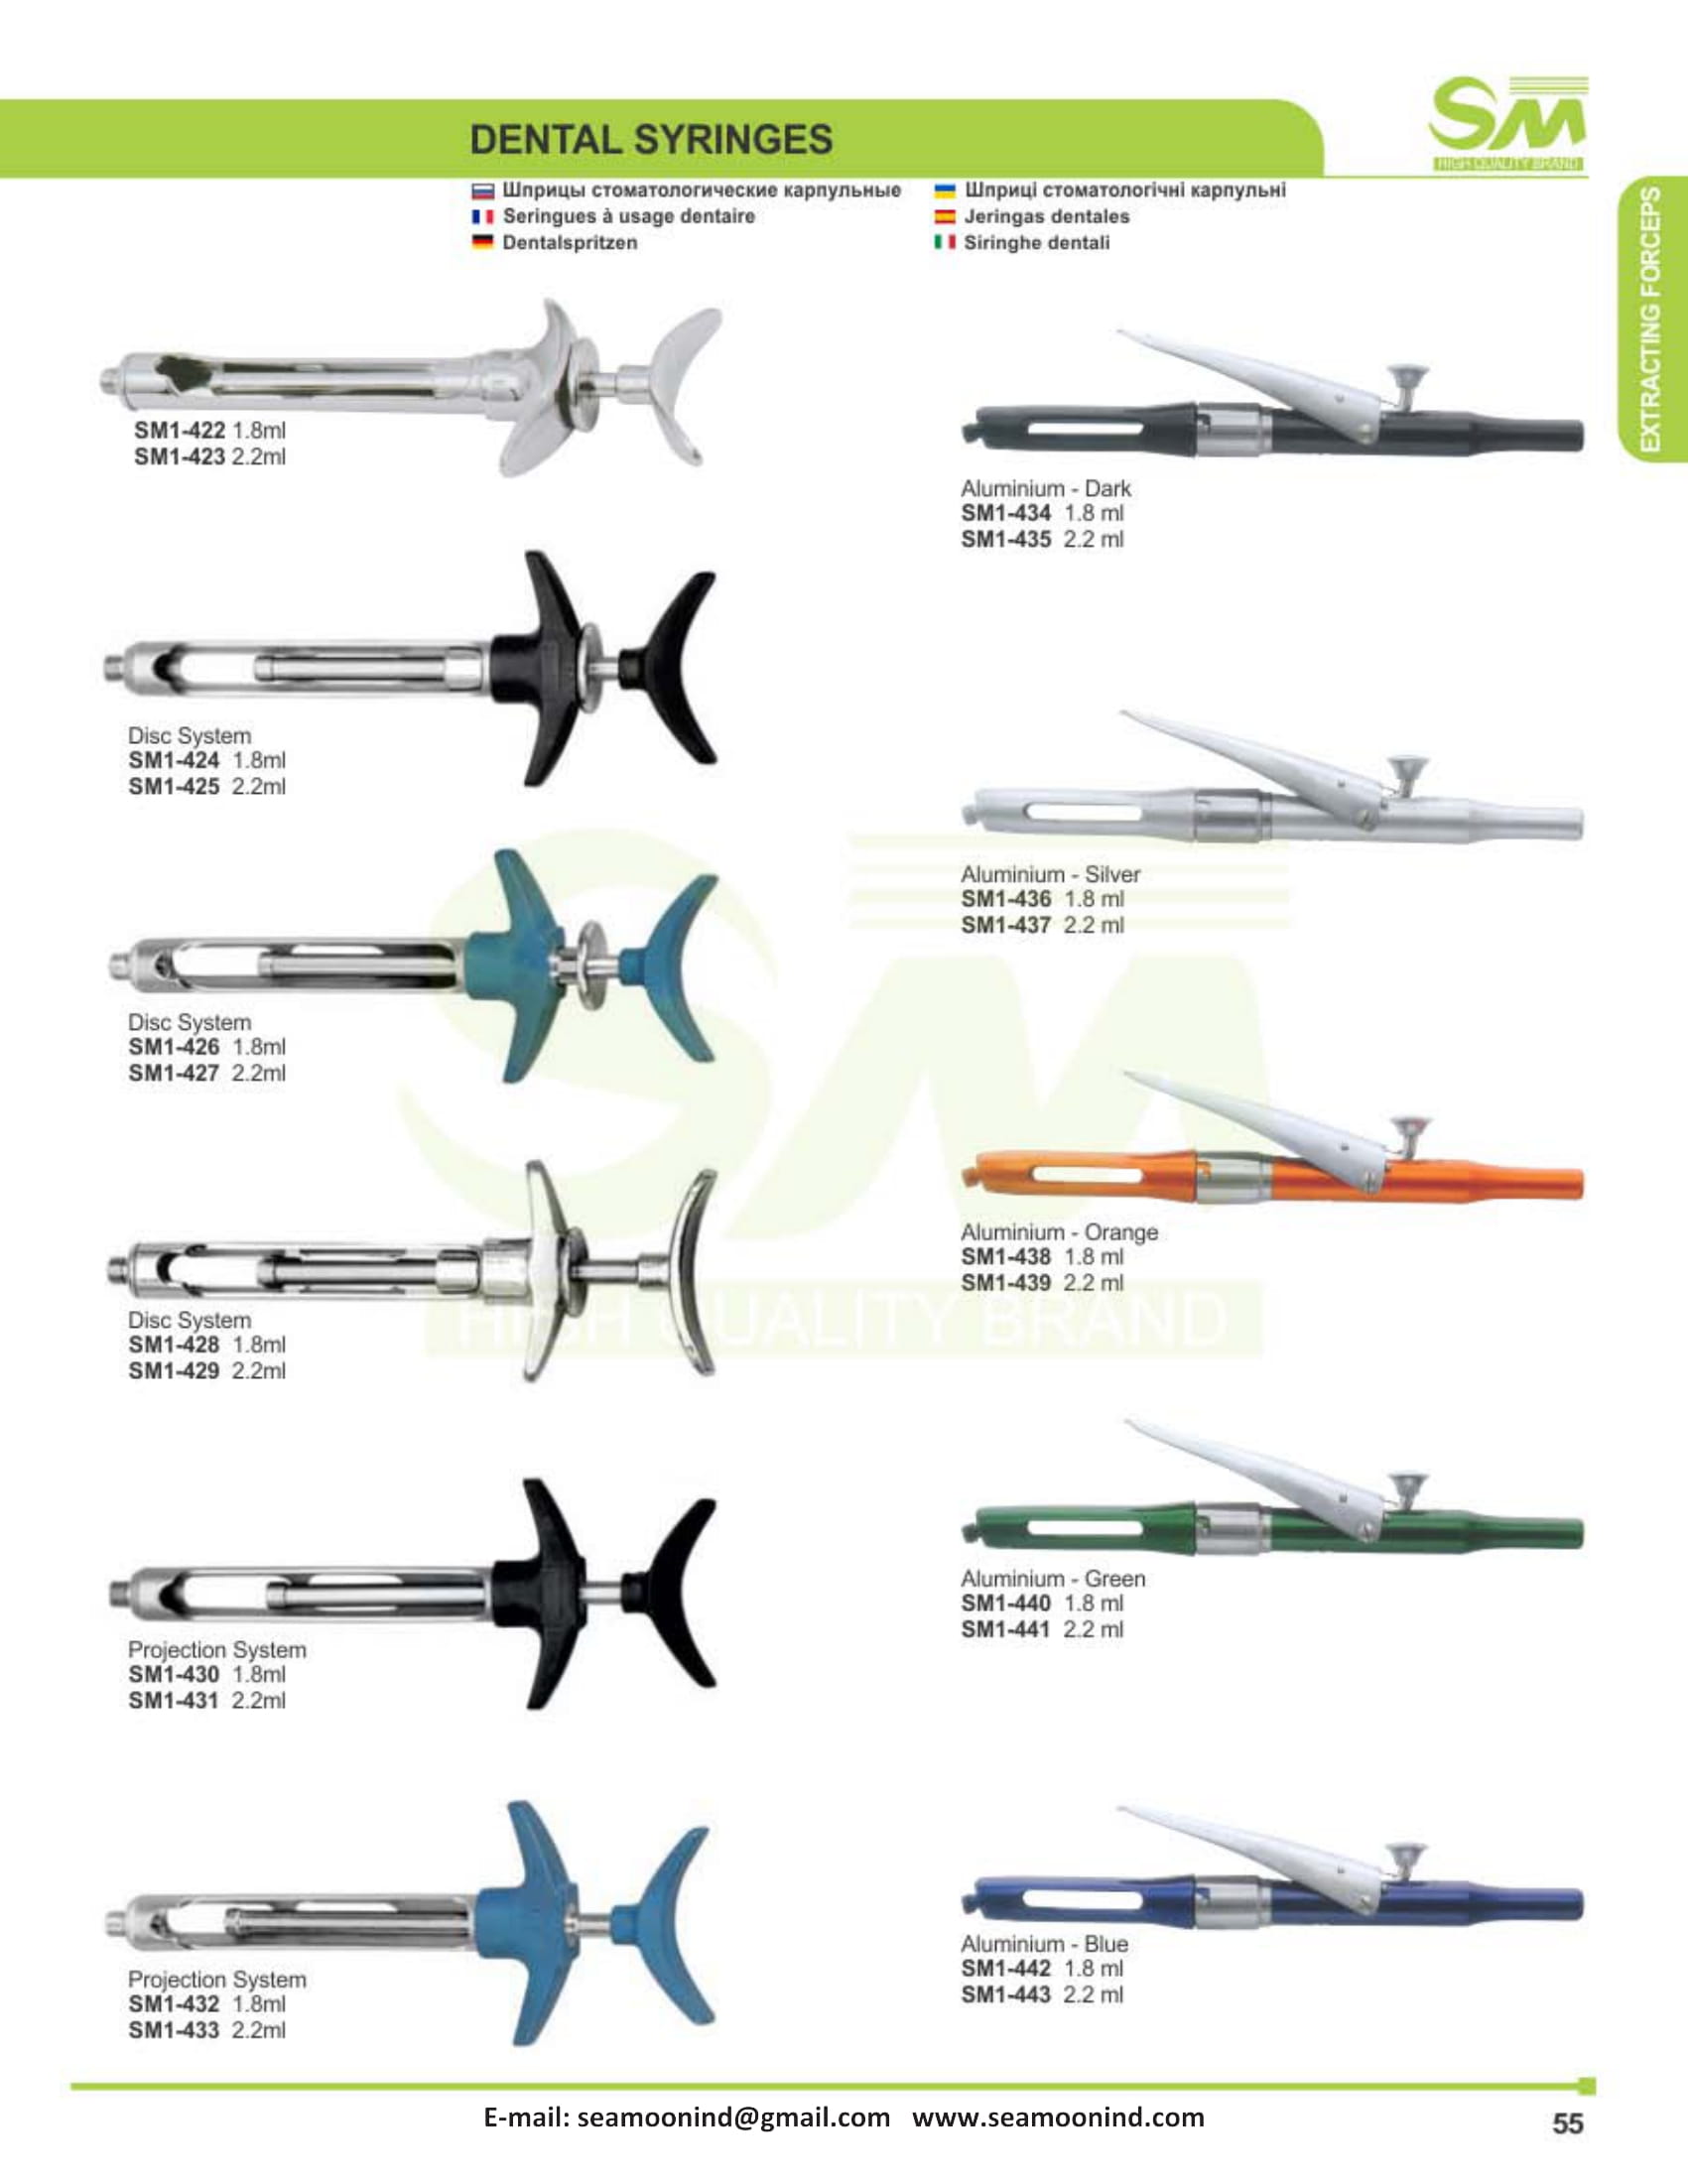 DENTAL SYRINGES
SM
HIGH QUALITY BRAND
Шприцы стоматологические карпульные
Seringues à usage dentaire
Dentalspritzen
Шприці стоматологічні карпульні
Jeringas dentales
Siringhe dentali
EXTRACTING FORCEPS
SM1-422 1.8ml
SM1-423 2.2ml
Disc System
SM1-424 1.8ml
SM1-425 2.2ml
Disc System
SM1-426 1.8ml
SM1-427 2.2ml
Disc System
SM1-428 1.8ml
SM1-429 2.2ml
Projection System
SM1-430 1.8ml
SM1-431 2.2ml
Projection System
SM1-432 1.8ml
SM1-433 2.2ml
Aluminium - Dark
SM1-434 1.8 ml
SM1-435 2.2 ml
Aluminium - Silver
SM1-436 1.8 ml
SM1-437 2.2 ml
Aluminium - Orange
SM1-438 1.8 ml
SM1-439 2.2 ml
Aluminium - Green
SM1-440 1.8 ml
SM1-441 2.2 ml
Aluminium - Blue
SM1-442 1.8 ml
SM1-443 2.2 ml
SM
HIGH QUALITY BRAND
E-mail: seamoonind@gmail.com www.seamoonind.com
55